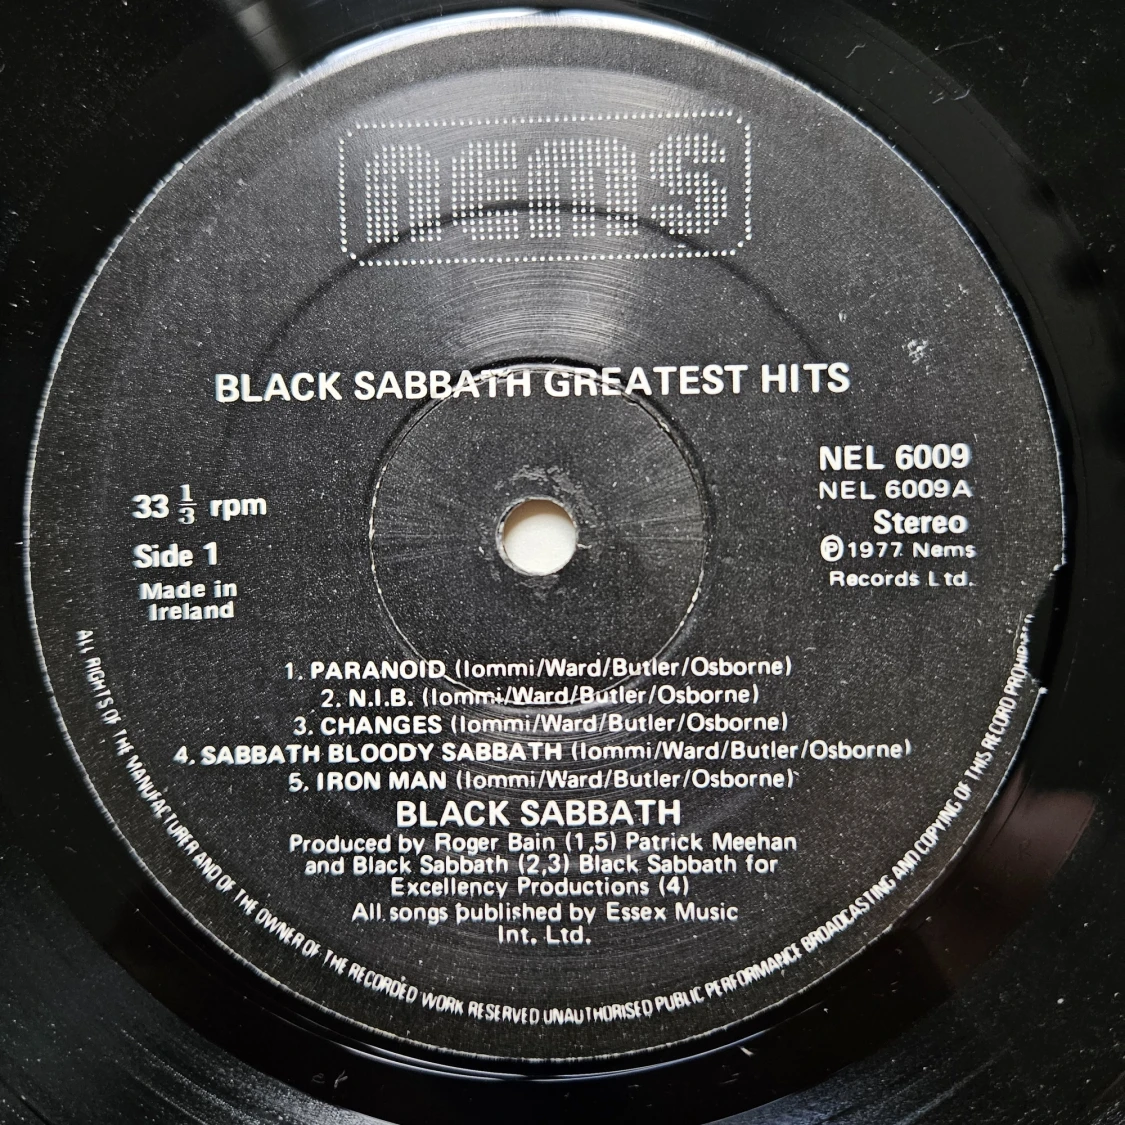 nems
BLACK SABBATH GREATEST HITS
NEL 6009
NEL 6009A
Stereo
℗1977 Nems
Records Ltd.
33 1/3 rpm
Side 1
Made in
Ireland
1. PARANOID (Iommi/Ward/Butler/Osborne)
2. N.I.B. (Iommi/Ward/Butler/Osborne)
3. CHANGES (Iommi/Ward/Butler/Osborne)
4. SABBATH BLOODY SABBATH (Iommi/Ward/Butler/Osborne)
5. IRON MAN (Iommi/Ward/Butler/Osborne)
BLACK SABBATH
Produced by Roger Bain (1,5) Patrick Meehan
and Black Sabbath (2,3) Black Sabbath for
Excellency Productions (4)
All songs published by Essex Music
Int. Ltd.
ALL RIGHTS OF THE MANUFACTURER AND OF THE OWNER OF THE RECORDED WORK RESERVED UNAUTHORISED PUBLIC PERFORMANCE BROADCASTING AND COPYING OF THIS RECORD